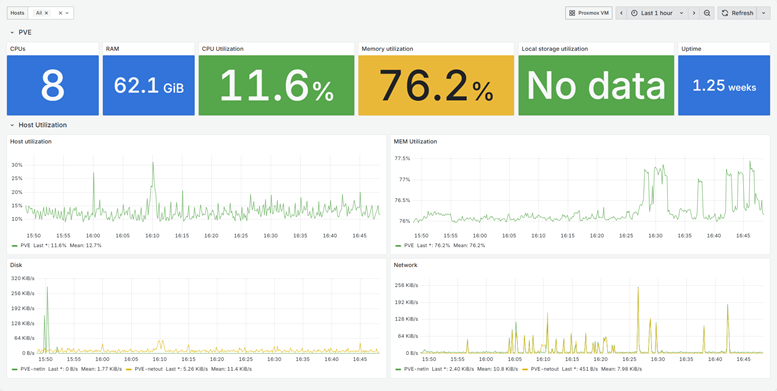 Hosts All × × Proxmox VM Last 1 hour Refresh
PVE
CPUs RAM CPU Utilization Memory utilization Local storage utilization Uptime
8 62.1 GiB 11.6% 76.2% No data 1.25 weeks
Host Utilization
Host utilization MEM Utilization
30%
25%
20%
15%
10%
15:50 15:55 16:00 16:05 16:10 16:15 16:20 16:25 16:30 16:35 16:40 16:45
PVE Last *: 11.6% Mean: 12.7%
77.5%
77%
76.5%
76%
15:50 15:55 16:00 16:05 16:10 16:15 16:20 16:25 16:30 16:35 16:40 16:45
PVE Last *: 76.2% Mean: 76.2%
Disk Network
320 KiB/s
256 KiB/s
192 KiB/s
128 KiB/s
64 KiB/s
0 B/s
15:50 15:55 16:00 16:05 16:10 16:15 16:20 16:25 16:30 16:35 16:40 16:45
PVE-netin Last *: 0 B/s Mean: 1.77 KiB/s PVE-netout Last *: 5.26 KiB/s Mean: 11.4 KiB/s
256 KiB/s
192 KiB/s
128 KiB/s
64 KiB/s
0 B/s
15:50 15:55 16:00 16:05 16:10 16:15 16:20 16:25 16:30 16:35 16:40 16:45
PVE-netin Last *: 2.40 KiB/s Mean: 10.8 KiB/s PVE-netout Last *: 451 B/s Mean: 7.98 KiB/s